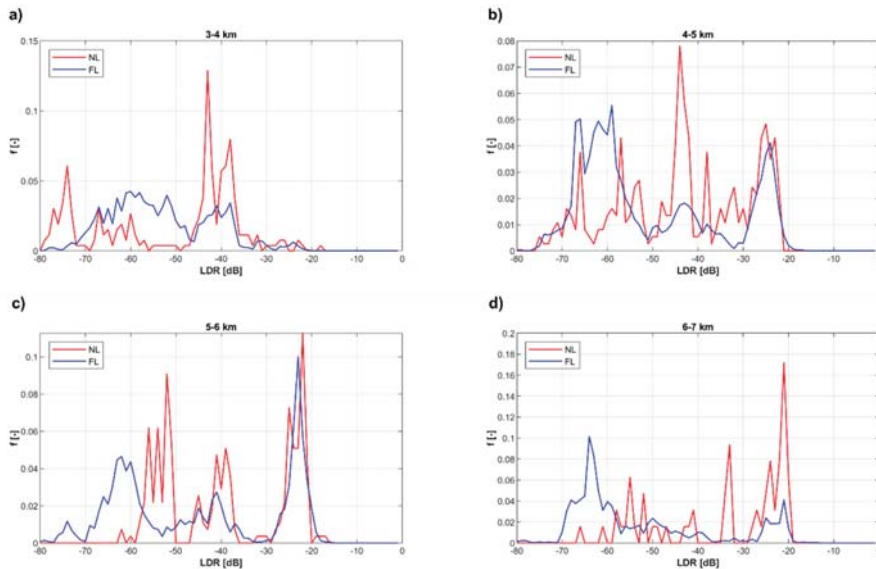 a)
3-4 km
NL
FL
0.15
0.1
0.05
0
f [-]
-80 -70 -60 -50 -40 -30 -20 -10 0
LDR [dB]
b)
4-5 km
NL
FL
0.08
0.07
0.06
0.05
0.04
0.03
0.02
0.01
0
f [-]
-80 -70 -60 -50 -40 -30 -20 -10
LDR [dB]
c)
5-6 km
NL
FL
0.1
0.08
0.06
0.04
0.02
0
f [-]
-80 -70 -60 -50 -40 -30 -20 -10 0
LDR [dB]
d)
6-7 km
NL
FL
0.2
0.18
0.16
0.14
0.12
0.1
0.08
0.06
0.04
0.02
0
f [-]
-80 -70 -60 -50 -40 -30 -20 -10
LDR [dB]